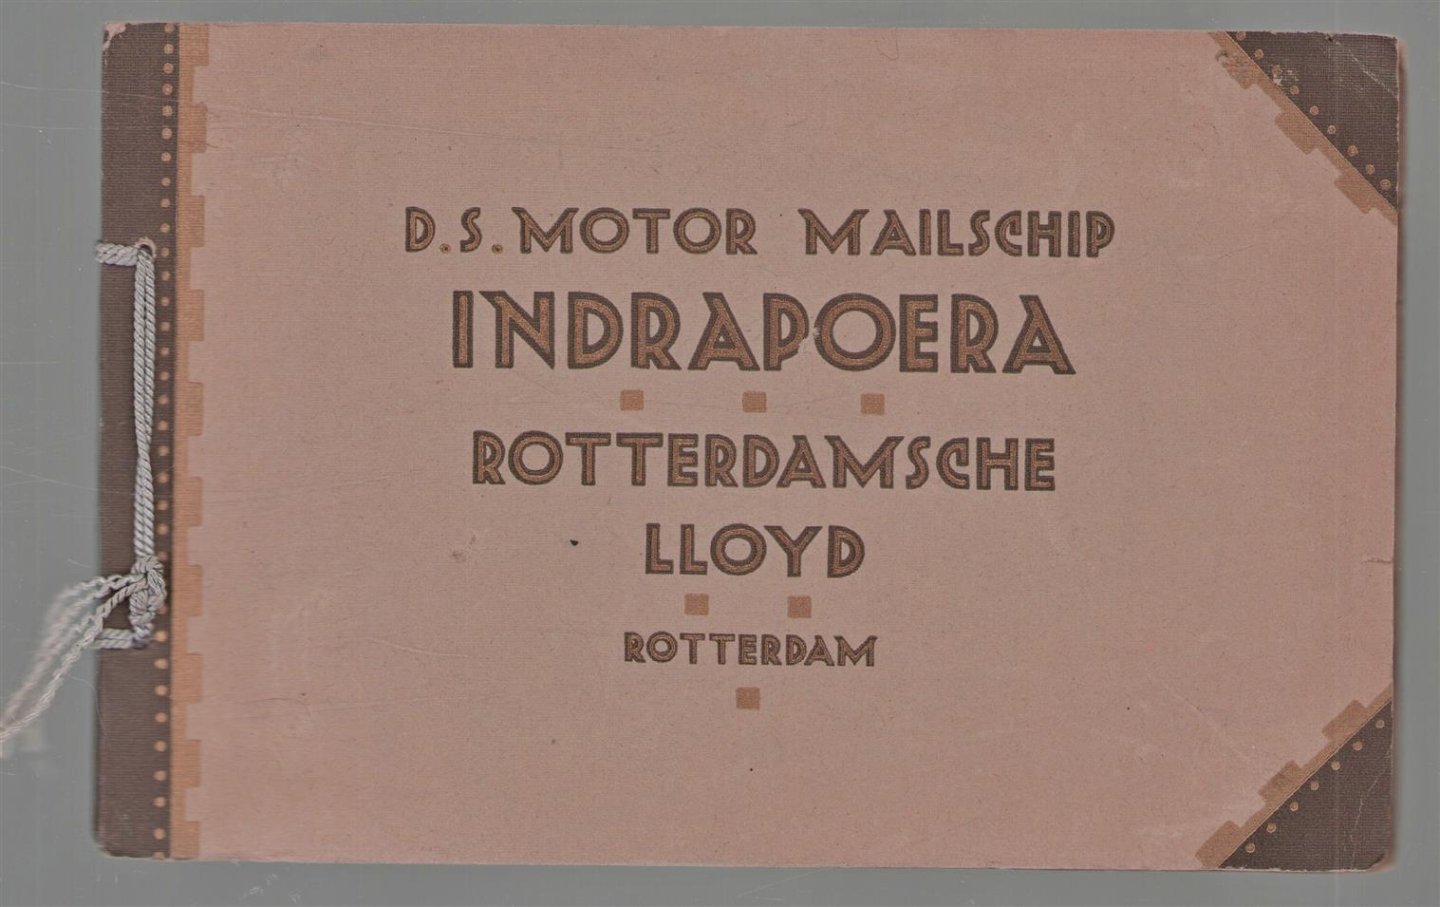 D.S. MOTOR MAILSCHIP
INDRAPOERA
ROTTERDAMSCHE
LLOYD
ROTTERDAM